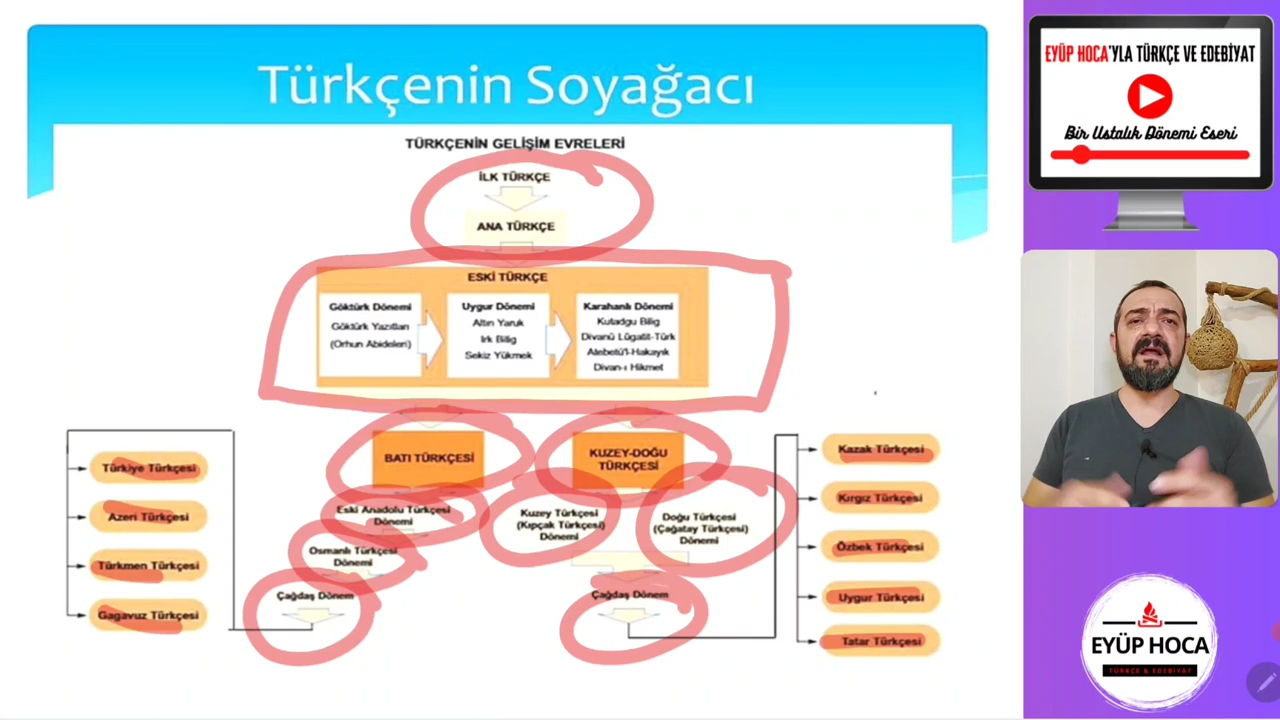 Türkçenin Soyağacı
TÜRKÇENİN GELİŞİM EVRELERİ
İLK TÜRKÇE
ANA TÜRKÇE
ESKİ TÜRKÇE
Göktürk Dönemi
Göktürk Yazıtları
(Orhun Abideleri)
Uygur Dönemi
Altın Yaruk
Irk Bilig
Sekiz Yükmek
Karahanlı Dönemi
Kutadgu Bilig
Divanü Lügatit-Türk
Atebetü'l-Hakayık
Divan-ı Hikmet
BATI TÜRKÇESİ
Eski Anadolu Türkçesi
Dönemi
Osmanlı Türkçesi
Dönemi
Çağdaş Dönem
Türkiye Türkçesi
Azeri Türkçesi
Türkmen Türkçesi
Gagavuz Türkçesi
KUZEY-DOĞU
TÜRKÇESİ
Kuzey Türkçesi
(Kıpçak Türkçesi)
Dönemi
Doğu Türkçesi
(Çağatay Türkçesi)
Dönemi
Çağdaş Dönem
Kazak Türkçesi
Kırgız Türkçesi
Özbek Türkçesi
Uygur Türkçesi
Tatar Türkçesi
EYÜP HOCA'YLA TÜRKÇE VE EDEBİYAT
Bir Ustalık Dönemi Eseri
EYÜP HOCA
TÜRKÇE & EDEBİYAT